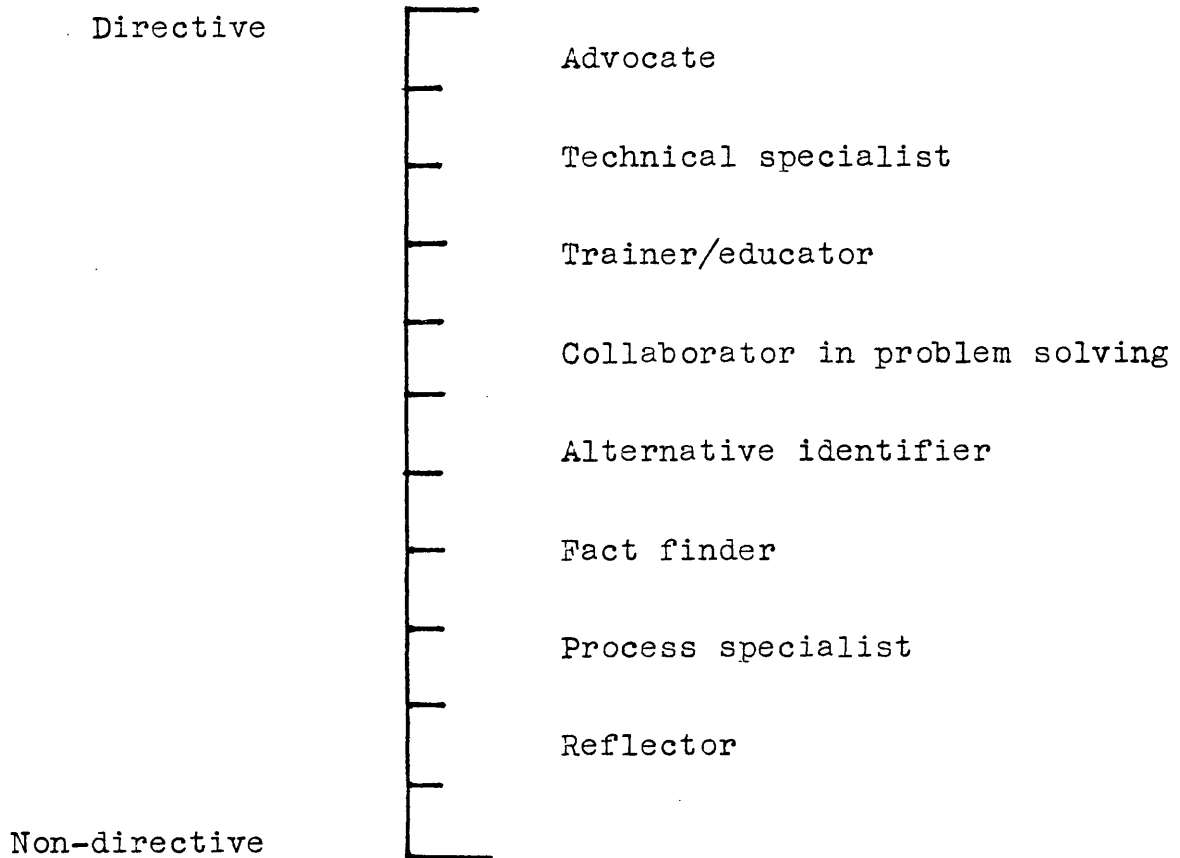 Directive
Advocate
Technical specialist
Trainer/educator
Collaborator in problem solving
Alternative identifier
Fact finder
Process specialist
Reflector
Non-directive